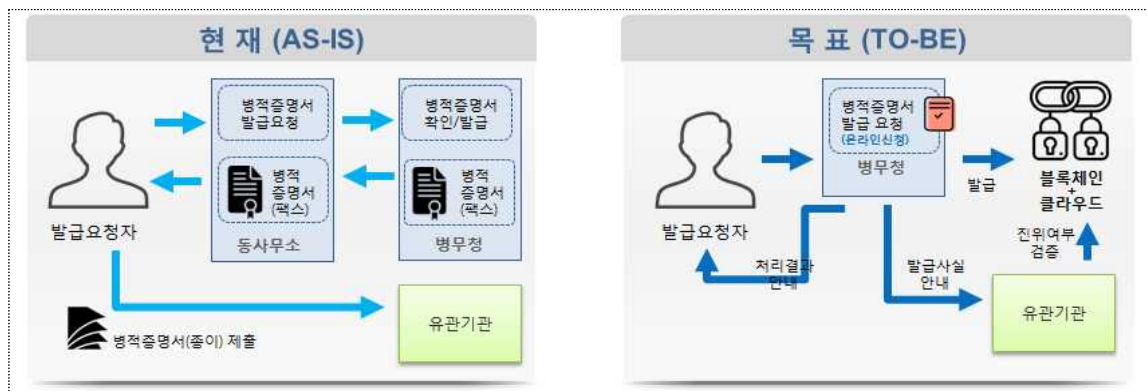 현 재 (AS-IS)
병적증명서
발급요청
병적증명서
확인/발급
병적
증명서
(팩스)
병적
증명서
(팩스)
발급요청자
동사무소
병무청
유관기관
병적증명서(종이) 제출
목 표 (TO-BE)
병적증명서
발급 요청
(온라인신청)
병무청
발급
블록체인
+
클라우드
발급요청자
처리결과
안내
발급사실
안내
진위여부
검증
유관기관